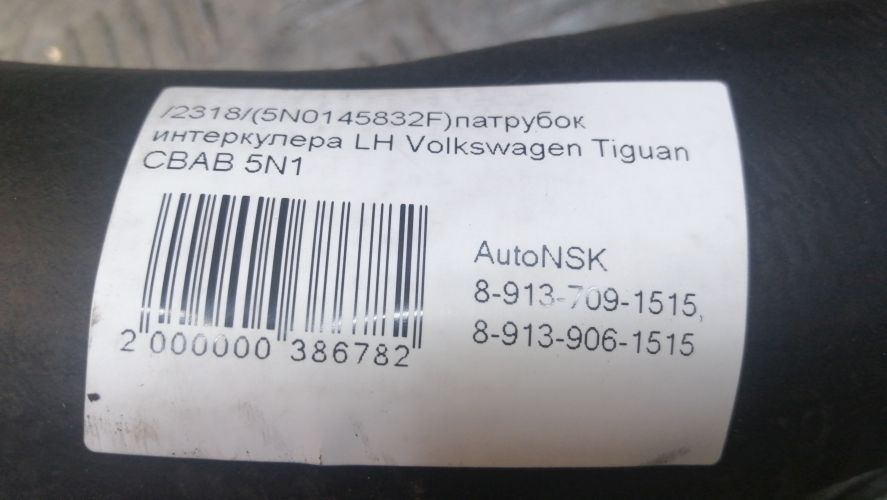 /2318/(5N0145832F)патрубок
интеркулера LH Volkswagen Tiguan
CBAB 5N1
AutoNSK
8-913-709-1515,
8-913-906-1515
2 000000 386782